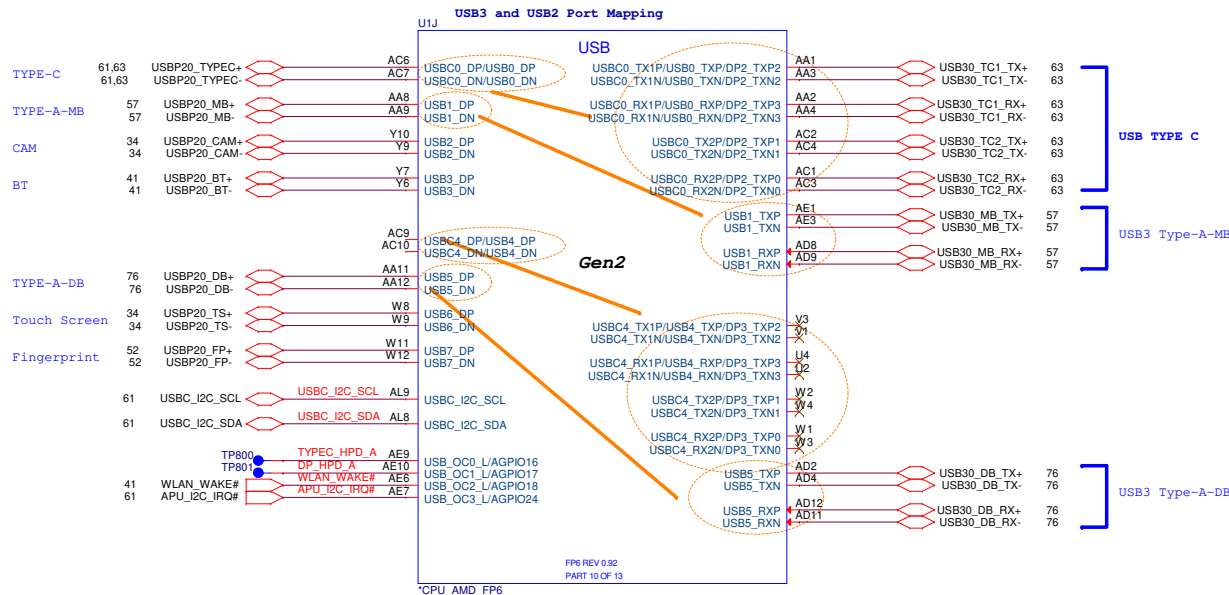 USB3 and USB2 Port Mapping
U1J
USB
TYPE-C
61,63 USBP20_TYPEC+ AC6 USBC0_DP/USB0_DP
61,63 USBP20_TYPEC- AC7 USBC0_DN/USB0_DN
TYPE-A-MB
57 USBP20_MB+ AA8 USB1_DP
57 USBP20_MB- AA9 USB1_DN
CAM
34 USBP20_CAM+ Y10 USB2_DP
34 USBP20_CAM- Y9 USB2_DN
BT
41 USBP20_BT+ Y7 USB3_DP
41 USBP20_BT- Y6 USB3_DN
AC9 USBC4_DP/USB4_DP
AC10 USBC4_DN/USB4_DN
TYPE-A-DB
76 USBP20_DB+ AA11 USB5_DP
76 USBP20_DB- AA12 USB5_DN
Touch Screen
34 USBP20_TS+ W8 USB6_DP
34 USBP20_TS- W9 USB6_DN
Fingerprint
52 USBP20_FP+ W11 USB7_DP
52 USBP20_FP- W12 USB7_DN
61 USBC_I2C_SCL USBC_I2C_SCL AL9 USBC_I2C_SCL
61 USBC_I2C_SDA USBC_I2C_SDA AL8 USBC_I2C_SDA
TP800 TYPEC_HPD_A AE9 USB_OC0_L/AGPIO16
TP801 DP_HPD_A AE10 USB_OC1_L/AGPIO17
41 WLAN_WAKE# WLAN_WAKE# AE6 USB_OC2_L/AGPIO18
61 APU_I2C_IRQ# APU_I2C_IRQ# AE7 USB_OC3_L/AGPIO24
USBC0_TX1P/USB0_TXP/DP2_TXP2 AA1 USB30_TC1_TX+ 63
USBC0_TX1N/USB0_TXN/DP2_TXN2 AA3 USB30_TC1_TX- 63
USBC0_RX1P/USB0_RXP/DP2_TXP3 AA2 USB30_TC1_RX+ 63
USBC0_RX1N/USB0_RXN/DP2_TXN3 AA4 USB30_TC1_RX- 63
USBC0_TX2P/DP2_TXP1 AC2 USB30_TC2_TX+ 63
USBC0_TX2N/DP2_TXN1 AC4 USB30_TC2_TX- 63
USBC0_RX2P/DP2_TXP0 AC1 USB30_TC2_RX+ 63
USBC0_RX2N/DP2_TXN0 AC3 USB30_TC2_RX- 63
USB TYPE C
USB1_TXP AE1 USB30_MB_TX+ 57
USB1_TXN AE3 USB30_MB_TX- 57
USB1_RXP AD8 USB30_MB_RX+ 57
USB1_RXN AD9 USB30_MB_RX- 57
USB3 Type-A-MB
Gen2
USBC4_TX1P/USB4_TXP/DP3_TXP2 V3
USBC4_TX1N/USB4_TXN/DP3_TXN2 V1
USBC4_RX1P/USB4_RXP/DP3_TXP3 U4
USBC4_RX1N/USB4_RXN/DP3_TXN3 U2
USBC4_TX2P/DP3_TXP1 W2
USBC4_TX2N/DP3_TXN1 W4
USBC4_RX2P/DP3_TXP0 W1
USBC4_RX2N/DP3_TXN0 W3
USB5_TXP AD2 USB30_DB_TX+ 76
USB5_TXN AD4 USB30_DB_TX- 76
USB5_RXP AD12 USB30_DB_RX+ 76
USB5_RXN AD11 USB30_DB_RX- 76
USB3 Type-A-DB
FP6 REV 0.92
PART 10 OF 13
*CPU_AMD_FP6